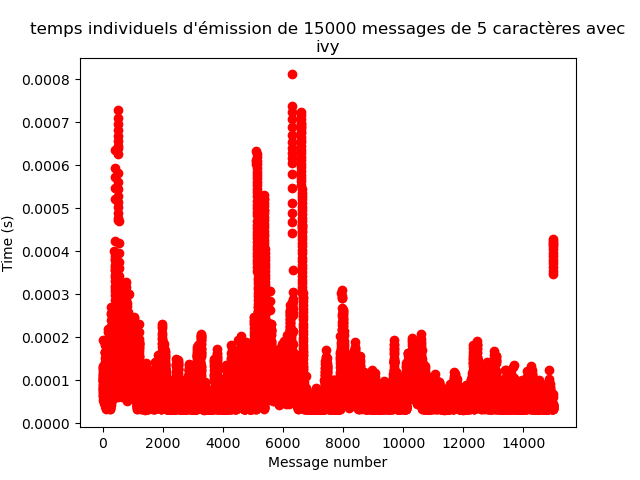 temps individuels d'émission de 15000 messages de 5 caractères avec
ivy
0.0008
0.0007
0.0006
0.0005
0.0004
0.0003
0.0002
0.0001
0.0000
Time (s)
0 2000 4000 6000 8000 10000 12000 14000
Message number